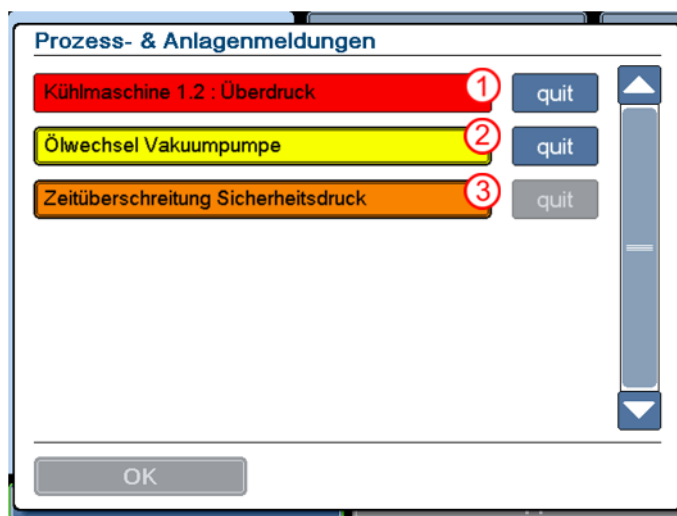 Prozess- & Anlagenmeldungen
Kühlmaschine 1.2 : Überdruck 1 quit
Ölwechsel Vakuumpumpe 2 quit
Zeitüberschreitung Sicherheitsdruck 3 quit
OK